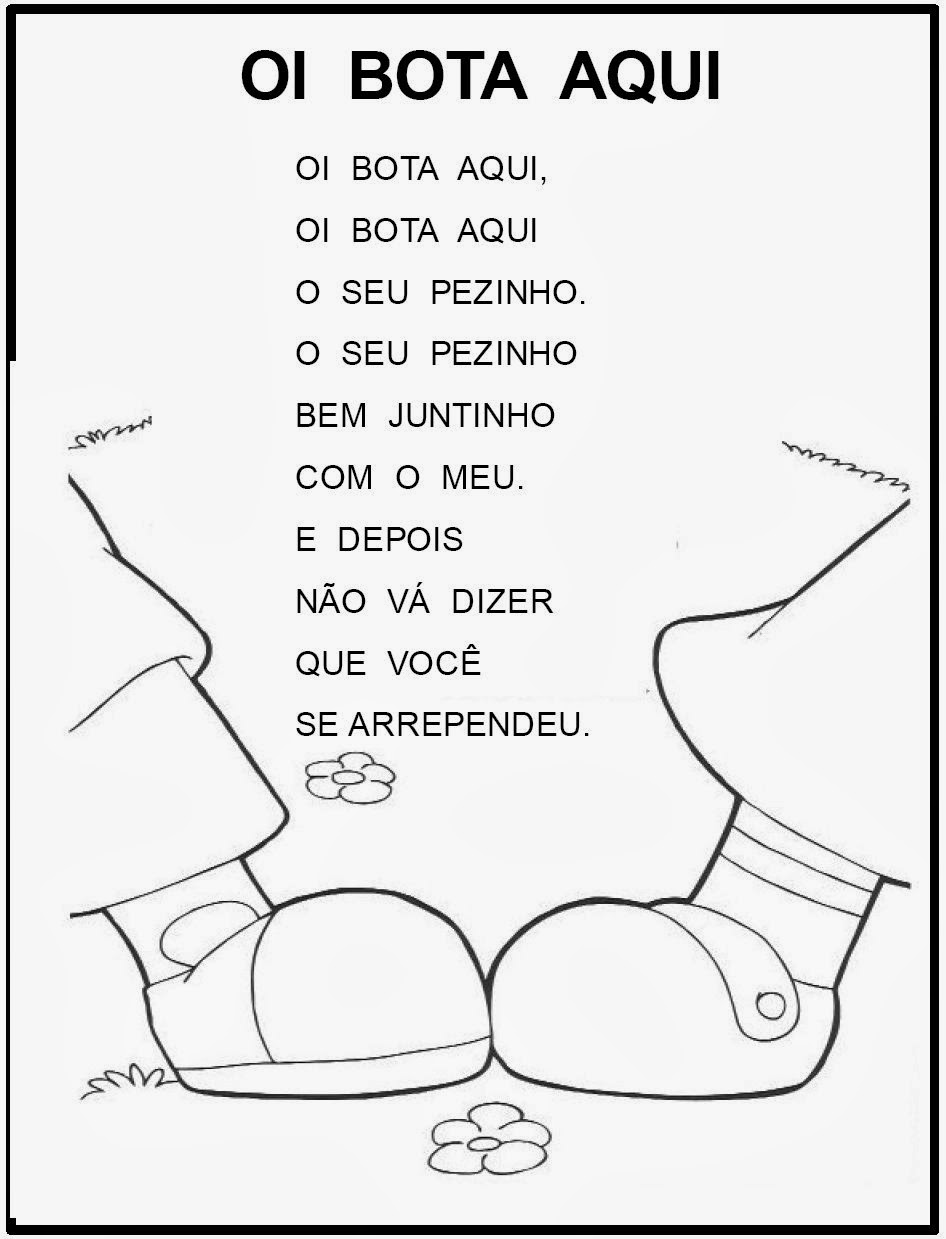 OI BOTA AQUI
OI BOTA AQUI,
OI BOTA AQUI
O SEU PEZINHO.
O SEU PEZINHO
BEM JUNTINHO
COM O MEU.
E DEPOIS
NÃO VÁ DIZER
QUE VOCÊ
SE ARREPENDEU.